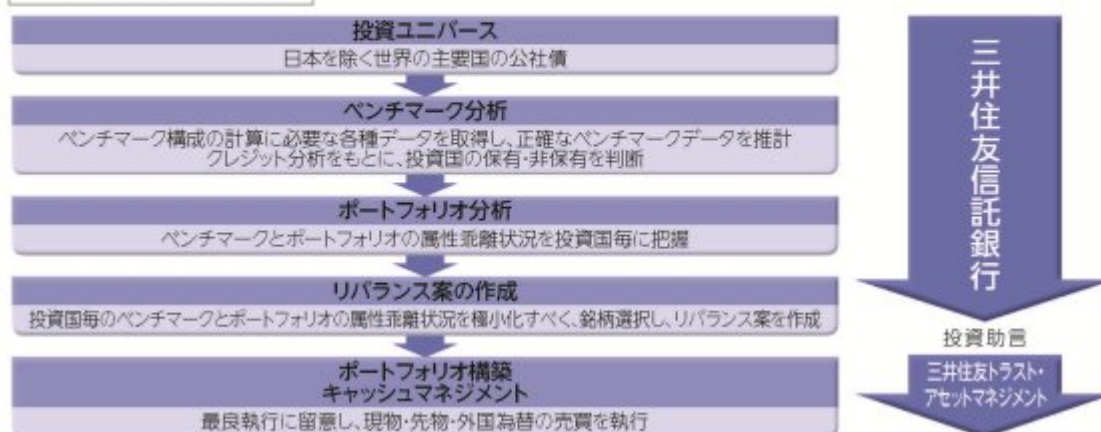 投資ユニバース
日本を除く世界の主要国の公社債
ベンチマーク分析
ベンチマーク構成の計算に必要な各種データを取得し、正確なベンチマークデータを推計
クレジット分析をもとに、投資国の保有・非保有を判断
ポートフォリオ分析
ベンチマークとポートフォリオの属性乖離状況を投資国毎に把握
リバランス案の作成
投資国毎のベンチマークとポートフォリオの属性乖離状況を極小化すべく、銘柄選択し、リバランス案を作成
ポートフォリオ構築
キャッシュマネジメント
最良執行に留意し、現物・先物・外国為替の売買を執行
三井住友信託銀行
投資助言
三井住友トラスト・
アセットマネジメント